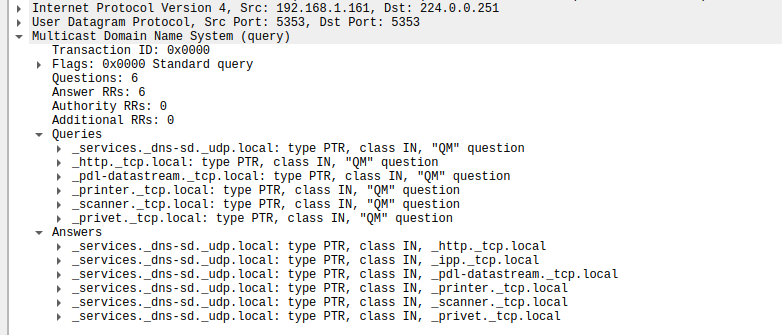 Internet Protocol Version 4, Src: 192.168.1.161, Dst: 224.0.0.251
User Datagram Protocol, Src Port: 5353, Dst Port: 5353
Multicast Domain Name System (query)
Transaction ID: 0x0000
Flags: 0x0000 Standard query
Questions: 6
Answer RRs: 6
Authority RRs: 0
Additional RRs: 0
Queries
_services._dns-sd._udp.local: type PTR, class IN, "QM" question
_http._tcp.local: type PTR, class IN, "QM" question
_pdl-datastream._tcp.local: type PTR, class IN, "QM" question
_printer._tcp.local: type PTR, class IN, "QM" question
_scanner._tcp.local: type PTR, class IN, "QM" question
_privet._tcp.local: type PTR, class IN, "QM" question
Answers
_services._dns-sd._udp.local: type PTR, class IN, _http._tcp.local
_services._dns-sd._udp.local: type PTR, class IN, _ipp._tcp.local
_services._dns-sd._udp.local: type PTR, class IN, _pdl-datastream._tcp.local
_services._dns-sd._udp.local: type PTR, class IN, _printer._tcp.local
_services._dns-sd._udp.local: type PTR, class IN, _scanner._tcp.local
_services._dns-sd._udp.local: type PTR, class IN, _privet._tcp.local